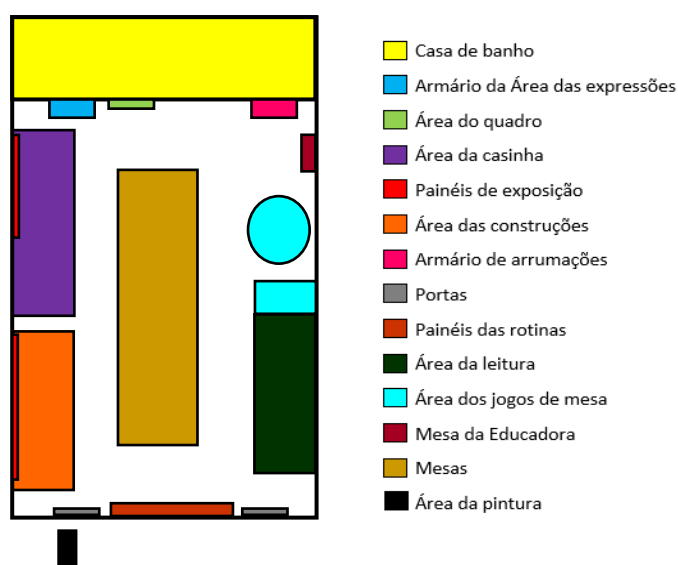 Casa de banho
Armário da Área das expressões
Área do quadro
Área da casinha
Painéis de exposição
Área das construções
Armário de arrumações
Portas
Painéis das rotinas
Área da leitura
Área dos jogos de mesa
Mesa da Educadora
Mesas
Área da pintura